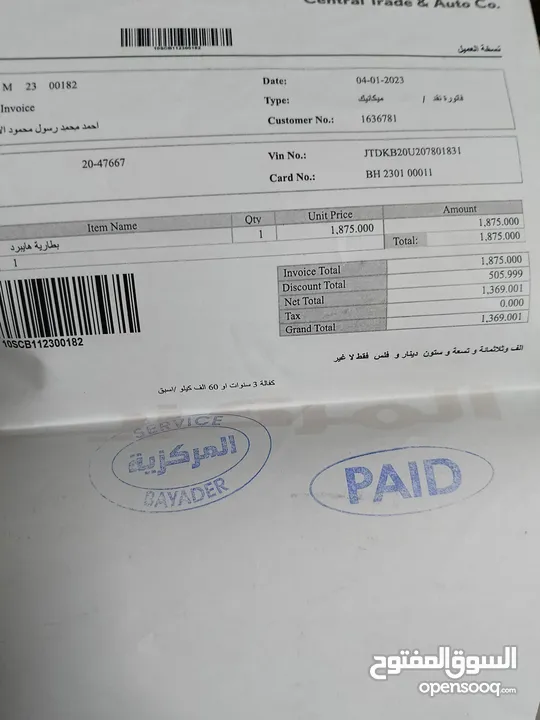 Central Trade & Auto Co.
10SCB112300182
نسخة العميل
M 23 00182
Date: 04-01-2023
Invoice
Type: فاتورة نقد / ميكانيك
Customer No.: 1636781
احمد محمد رسول محمود
20-47667
Vin No.: JTDKB20U207801831
Card No.: BH 2301 00011
Item Name Qty Unit Price Amount
بطارية هايبرد 1 1,875.000 1,875.000
Total: 1,875.000
1
Invoice Total 1,875.000
Discount Total 505.999
Net Total 1,369.001
Tax 0.000
Grand Total 1,369.001
10SCB112300182
الف وثلاثمائة و تسعة و ستون دينار و فلس فقط لا غير
كفالة 3 سنوات او 60 الف كيلو /اسبق
SERVICE
المركزية
BAYADER
PAID
السوق المفتوح
opensooq.com